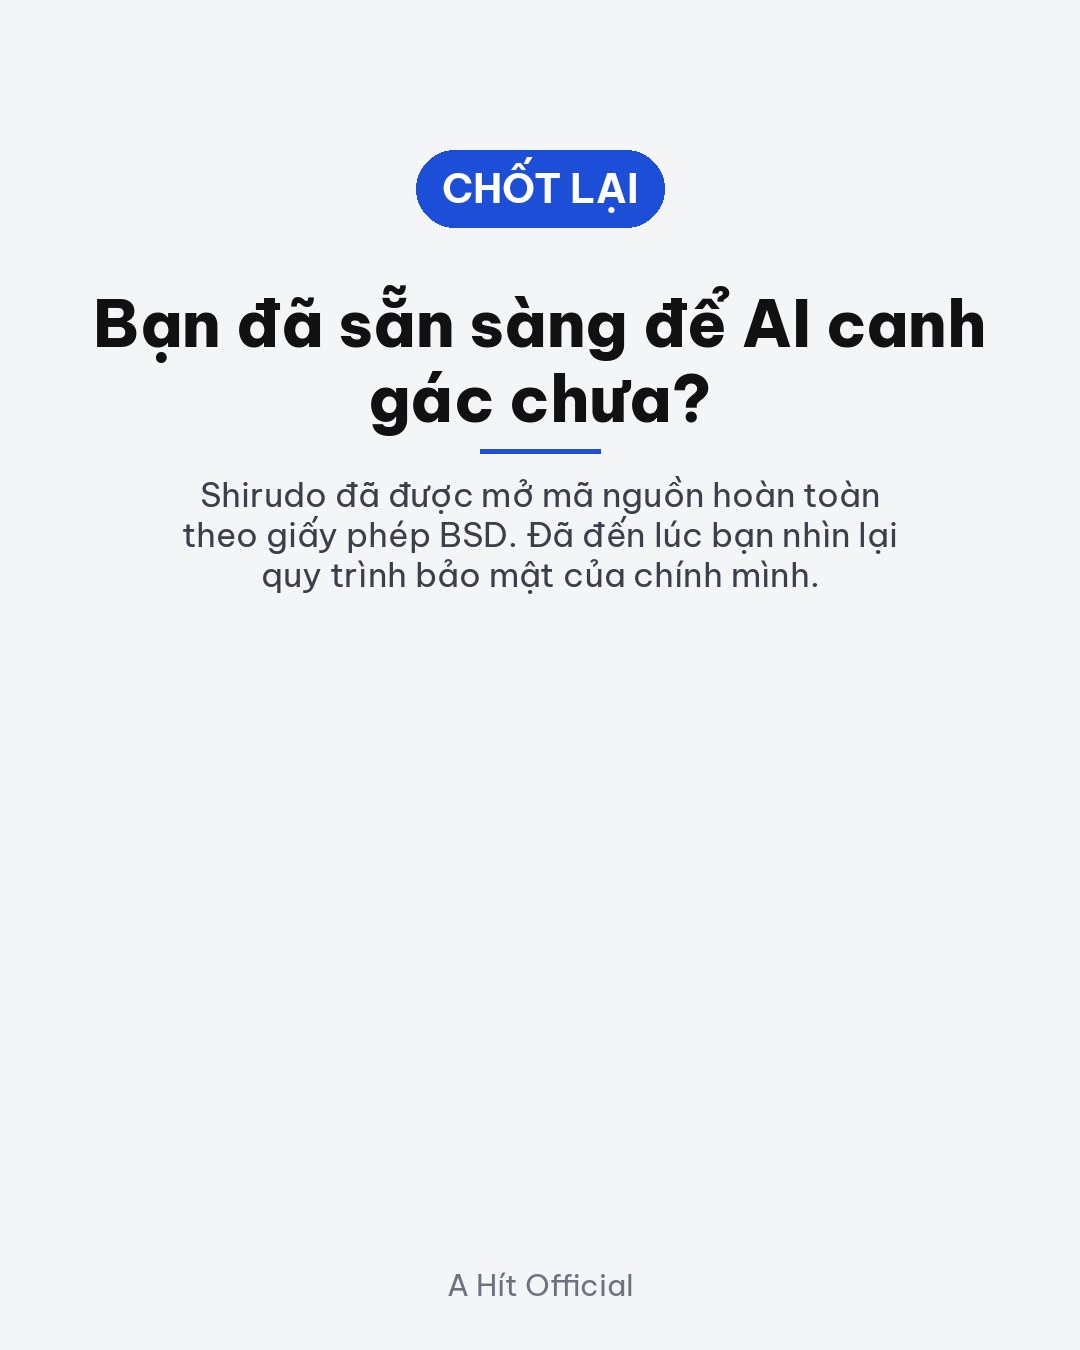 CHỐT LẠI
Bạn đã sẵn sàng để AI canh
gác chưa?
Shirudo đã được mở mã nguồn hoàn toàn
theo giấy phép BSD. Đã đến lúc bạn nhìn lại
quy trình bảo mật của chính mình.
A Hít Official